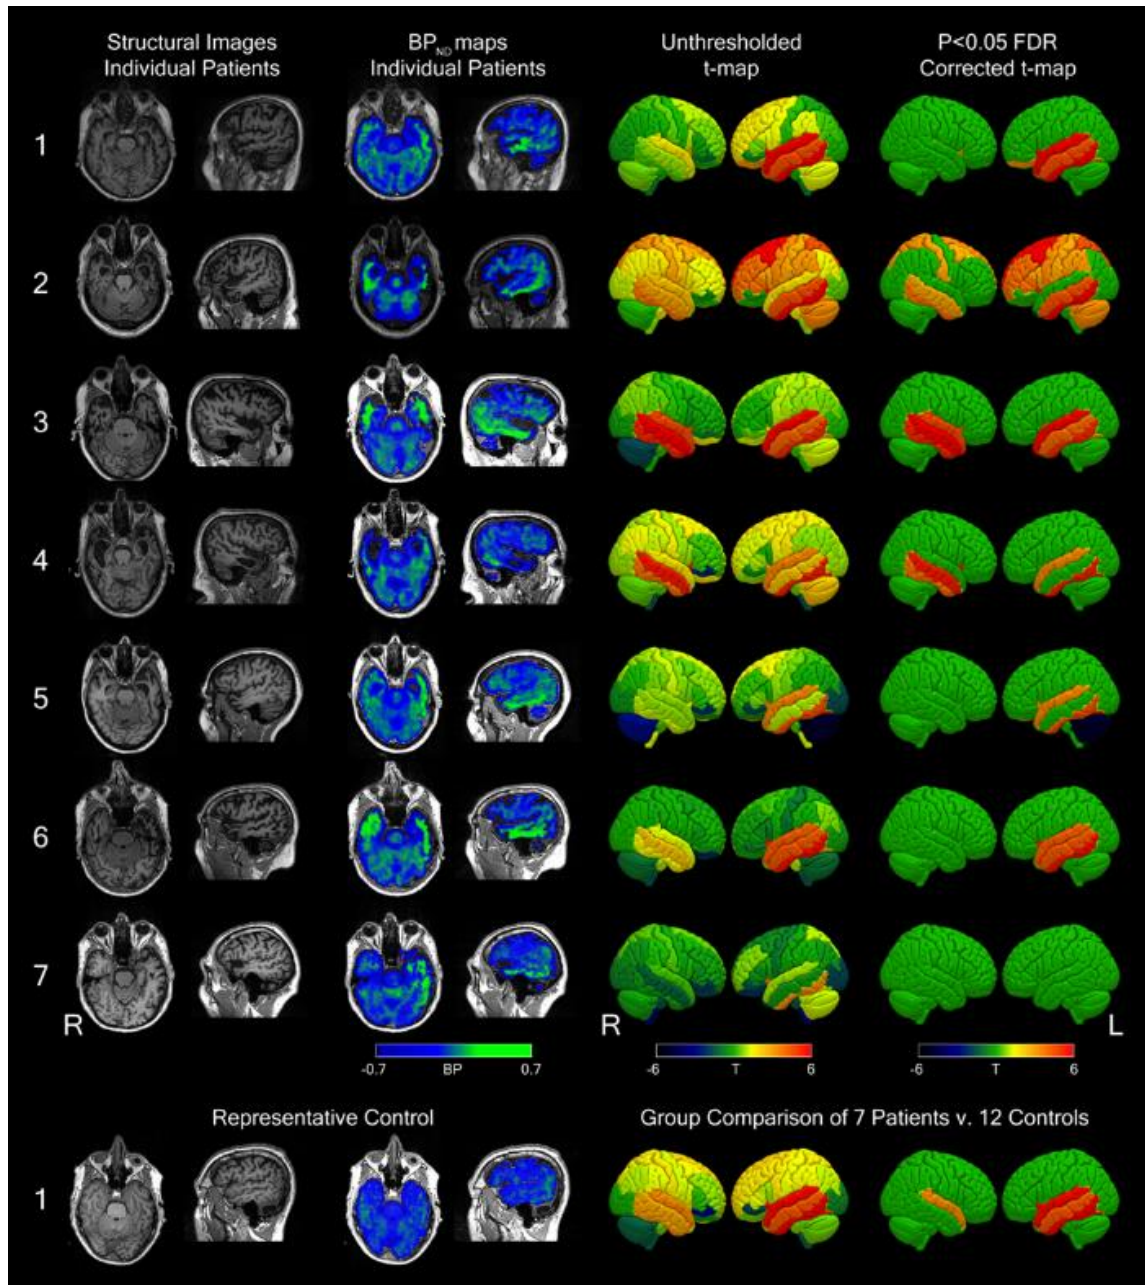 Structural Images
Individual Patients
BP_ND maps
Individual Patients
Unthresholded
t-map
P<0.05 FDR
Corrected t-map
1
2
3
4
5
6
7
R
R
L
-0.7 BP 0.7
-6 T 6
-6 T 6
Representative Control
Group Comparison of 7 Patients v. 12 Controls
1